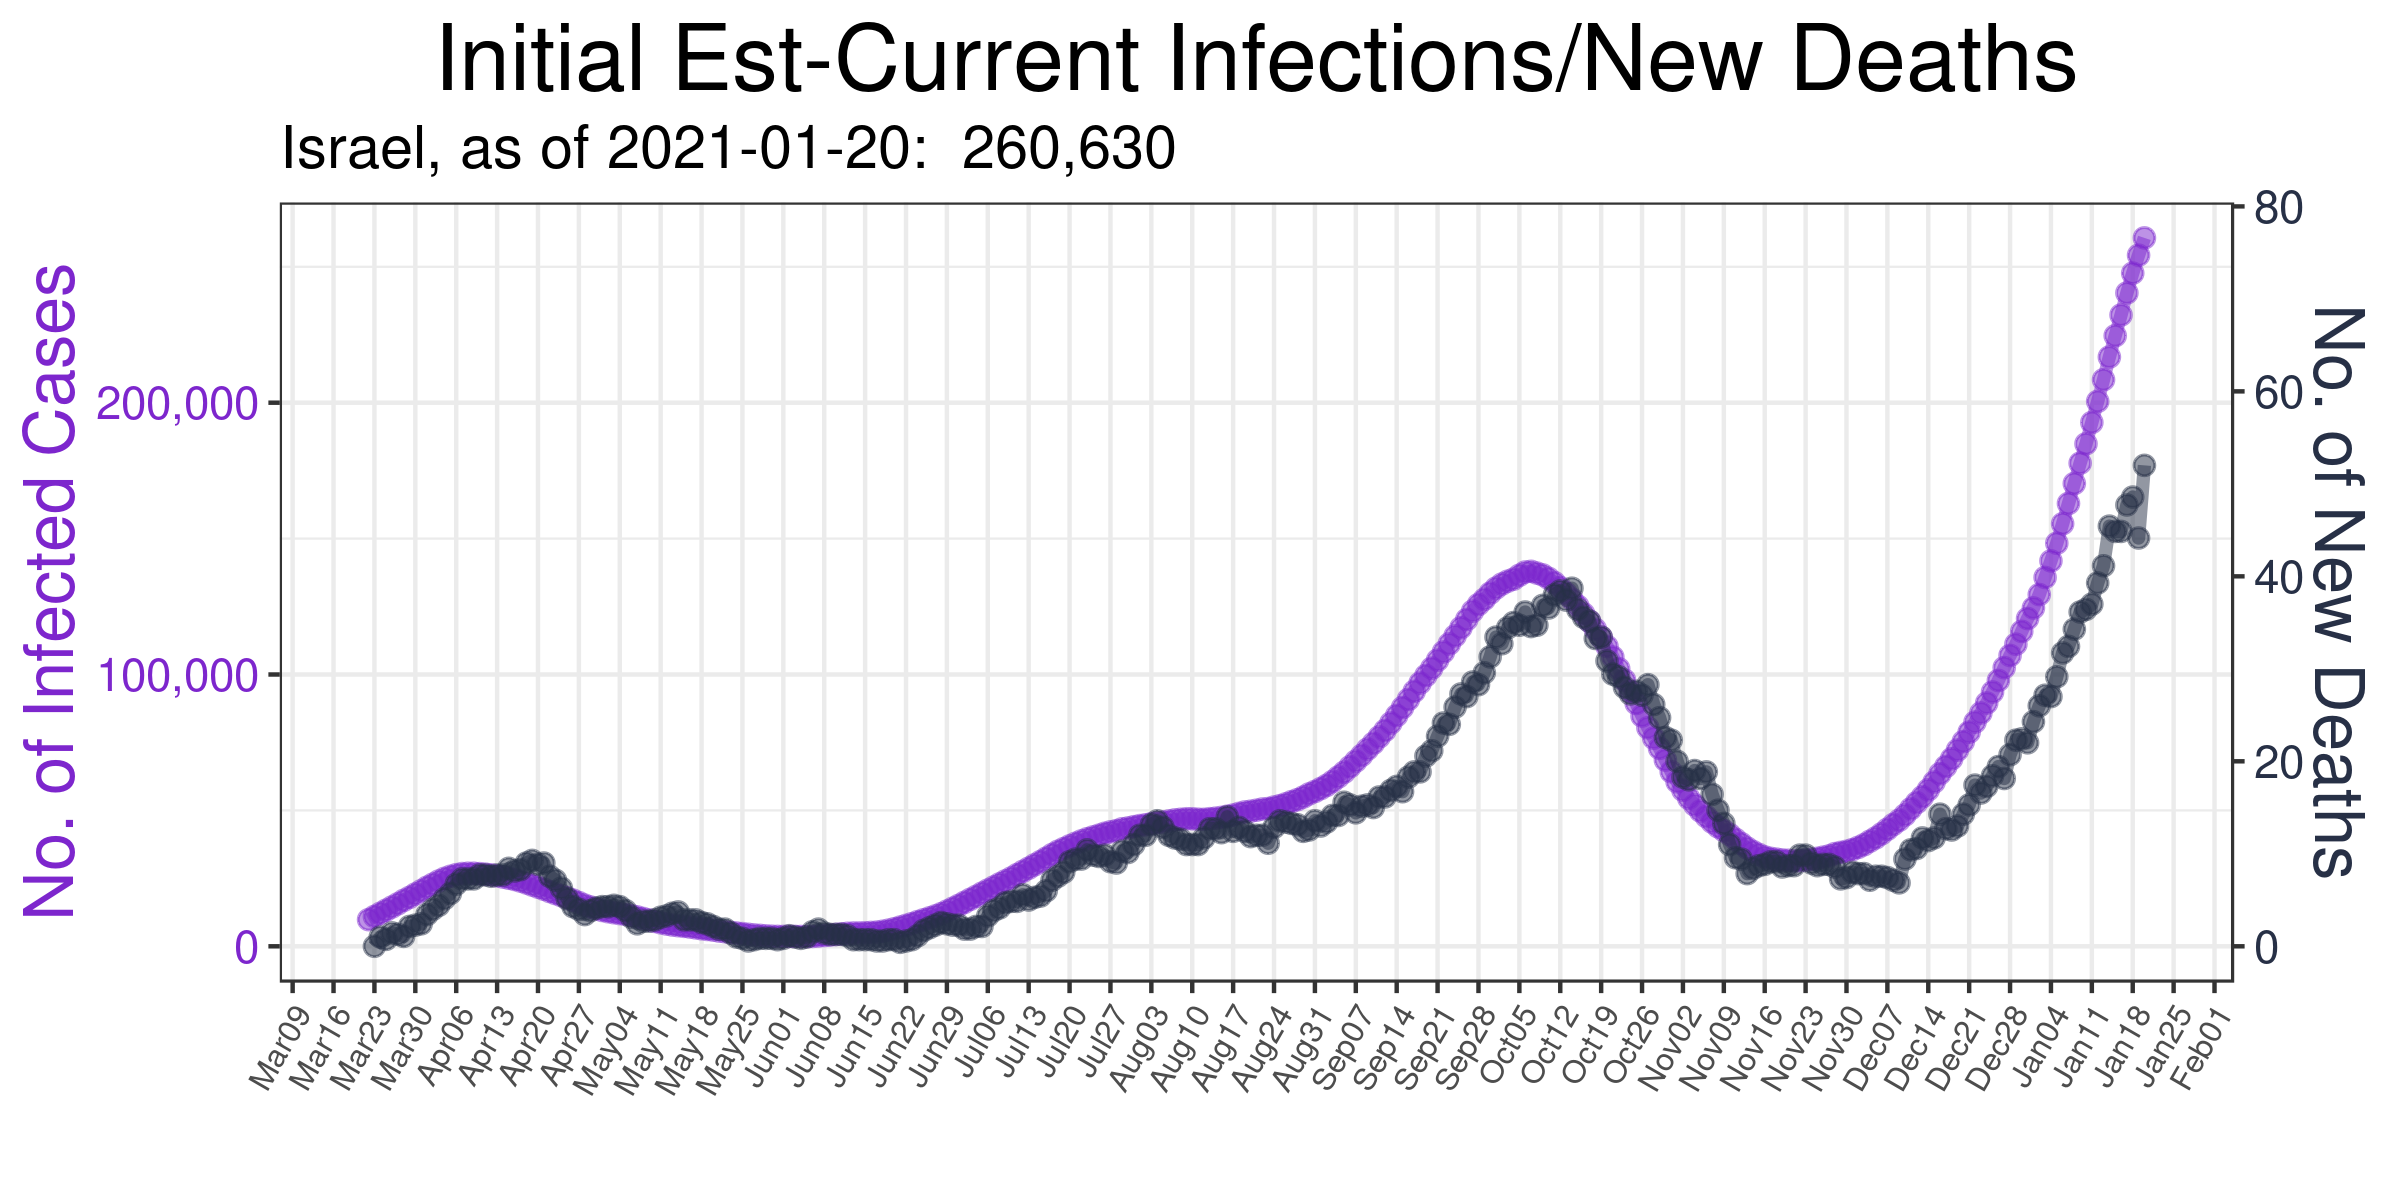 Initial Est-Current Infections/New Deaths
Israel, as of 2021-01-20:  260,630
No. of Infected Cases
200,000
100,000
0
80
60
40
20
0
No. of New Deaths
Mar09 Mar16 Mar23 Mar30 Apr06 Apr13 Apr20 Apr27 May04 May11 May18 May25 Jun01 Jun08 Jun15 Jun22 Jun29 Jul06 Jul13 Jul20 Jul27 Aug03 Aug10 Aug17 Aug24 Aug31 Sep07 Sep14 Sep21 Sep28 Oct05 Oct12 Oct19 Oct26 Nov02 Nov09 Nov16 Nov23 Nov30 Dec07 Dec14 Dec21 Dec28 Jan04 Jan11 Jan18 Jan25 Feb01